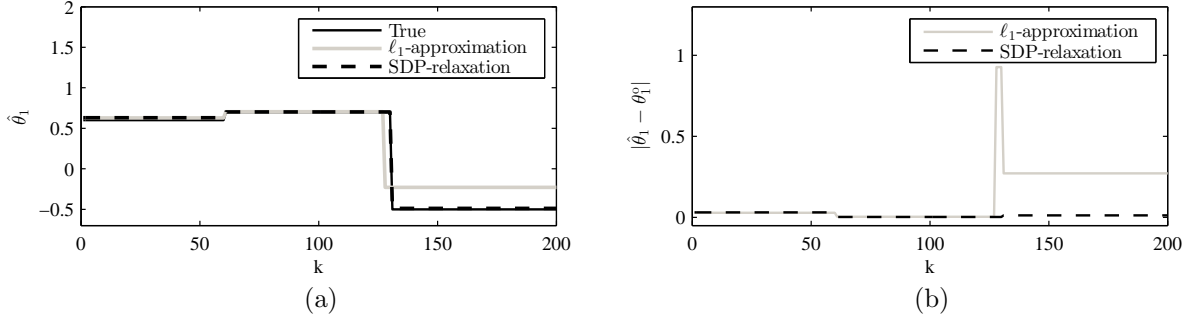 2
1.5
1
0.5
0
−0.5
0
50
100
150
200
k
θ̂₁
True
ℓ₁-approximation
SDP-relaxation
(a)
1
0.5
0
0
50
100
150
200
k
|θ̂₁ − θ₁ᵒ|
ℓ₁-approximation
SDP-relaxation
(b)